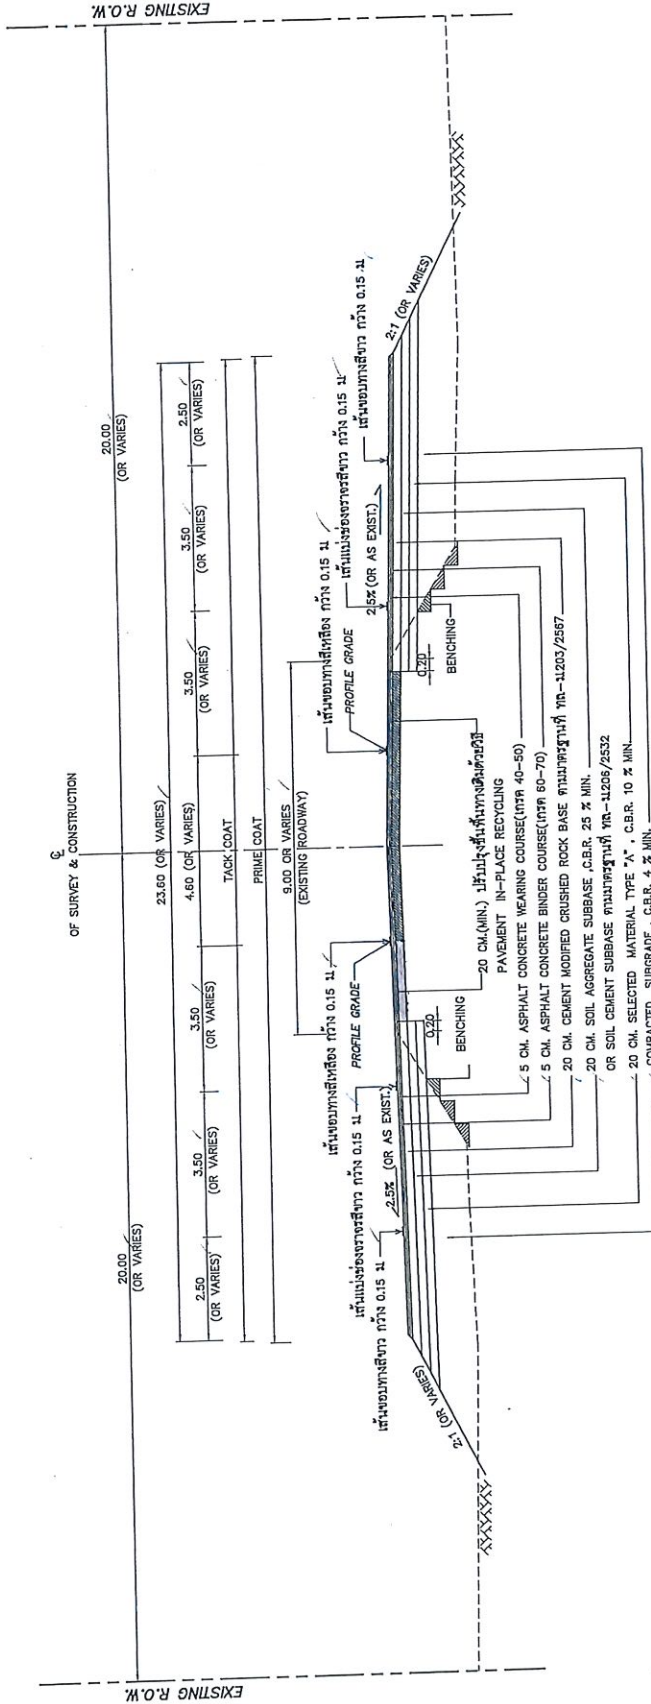 EXISTING R.O.W.
EXISTING R.O.W.
℄
OF SURVEY & CONSTRUCTION
20.00
(OR VARIES)
20.00
(OR VARIES)
23.60 (OR VARIES)
2.50
(OR VARIES)
3.50
(OR VARIES)
3.50
(OR VARIES)
4.60 (OR VARIES)
3.50
(OR VARIES)
3.50
(OR VARIES)
2.50
(OR VARIES)
TACK COAT
PRIME COAT
9.00 OR VARIES
(EXISTING ROADWAY)
เส้นขอบทางสีเหลือง กว้าง 0.15 ม
PROFILE GRADE
เส้นแบ่งช่องจราจรสีขาว กว้าง 0.15 ม
2.5% (OR AS EXIST.)
เส้นขอบทางสีขาว กว้าง 0.15 ม
2:1 (OR VARIES)
เส้นขอบทางสีเหลือง กว้าง 0.15 ม
PROFILE GRADE
เส้นแบ่งช่องจราจรสีขาว กว้าง 0.15 ม
2.5% (OR AS EXIST.)
เส้นขอบทางสีขาว กว้าง 0.15 ม
2:1 (OR VARIES)
0.20
BENCHING
0.20
BENCHING
20 CM.(MIN.) ปรับปรุงชั้นพื้นทางเดิมด้วยวิธี
PAVEMENT IN-PLACE RECYCLING
5 CM. ASPHALT CONCRETE WEARING COURSE(เกรด 40-50)
5 CM. ASPHALT CONCRETE BINDER COURSE(เกรด 60-70)
20 CM. CEMENT MODIFIED CRUSHED ROCK BASE ตามมาตรฐานที่ ทล.-ม203/2567
20 CM. SOIL AGGREGATE SUBBASE ,C.B.R. 25 % MIN.
OR SOIL CEMENT SUBBASE ตามมาตรฐานที่ ทล.-ม206/2532
20 CM. SELECTED MATERIAL TYPE "A" , C.B.R. 10 % MIN.
COMPACTED SUBGRADE , C.B.R. 4 % MIN.